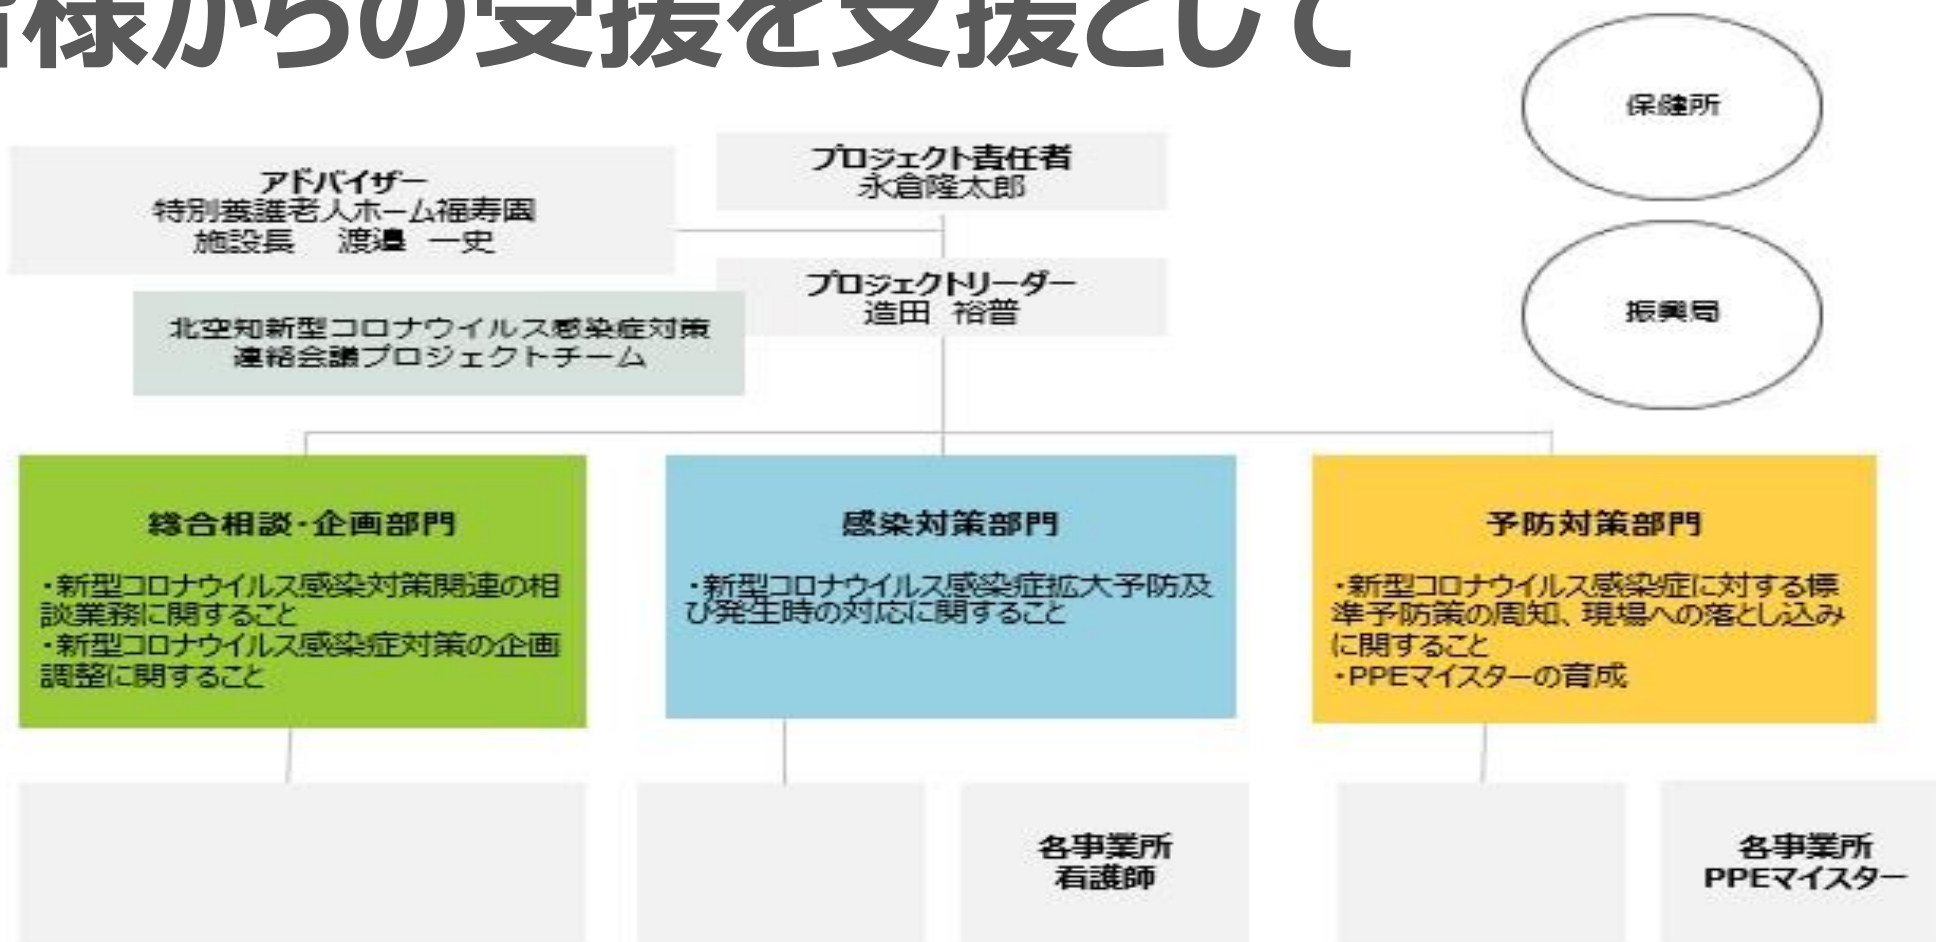 様からの受援を支援として
保健所
プロジェクト責任者
永倉隆太郎
アドバイザー
特別養護老人ホーム福寿園
施設長 渡邉 一史
プロジェクトリーダー
造田 裕普
振興局
北空知新型コロナウイルス感染症対策
連絡会議プロジェクトチーム
総合相談・企画部門
・新型コロナウイルス感染対策関連の相
談業務に関すること
・新型コロナウイルス感染症対策の企画
調整に関すること
感染対策部門
・新型コロナウイルス感染症拡大予防及
び発生時の対応に関すること
予防対策部門
・新型コロナウイルス感染症に対する標
準予防策の周知、現場への落とし込み
に関すること
・PPEマイスターの育成
各事業所
看護師
各事業所
PPEマイスター